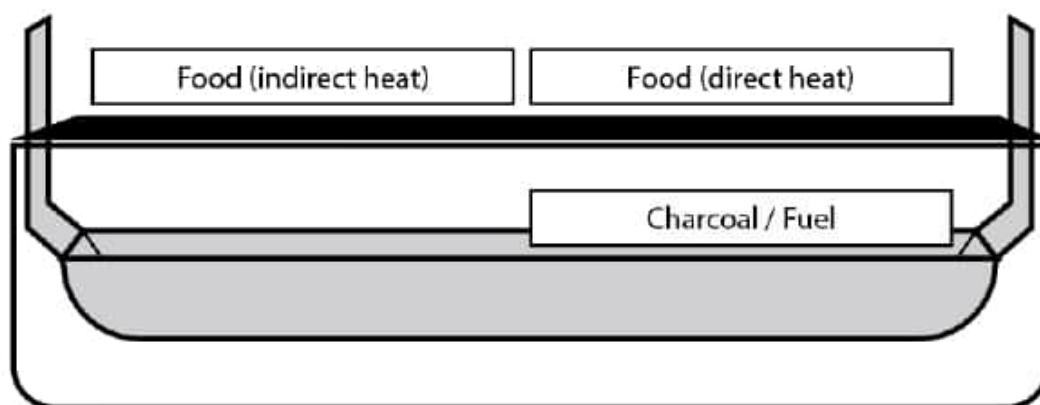 Food (indirect heat)
Food (direct heat)
Charcoal / Fuel